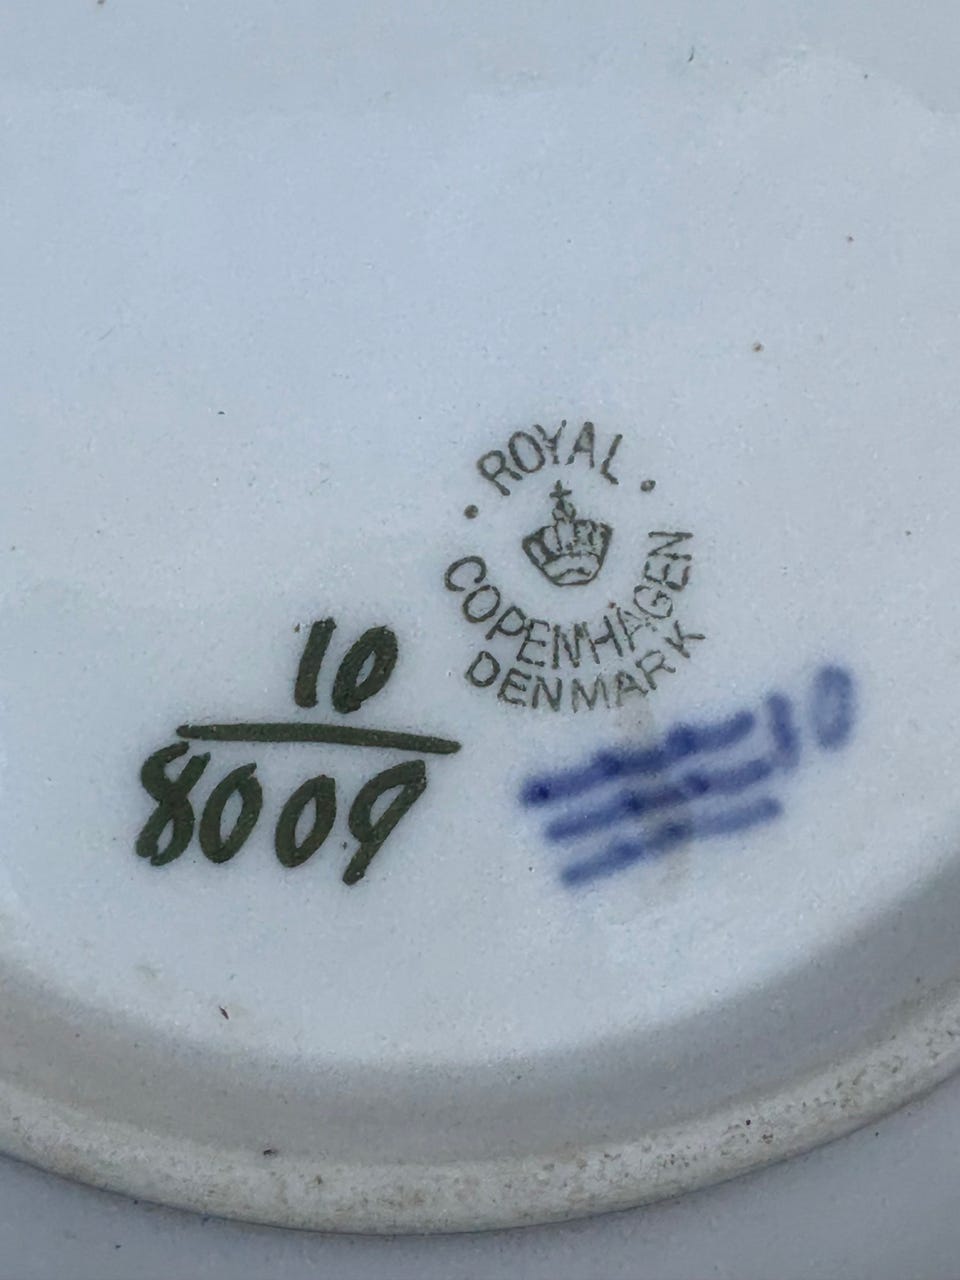 · ROYAL ·
COPENHAGEN
DENMARK
10
8009
10